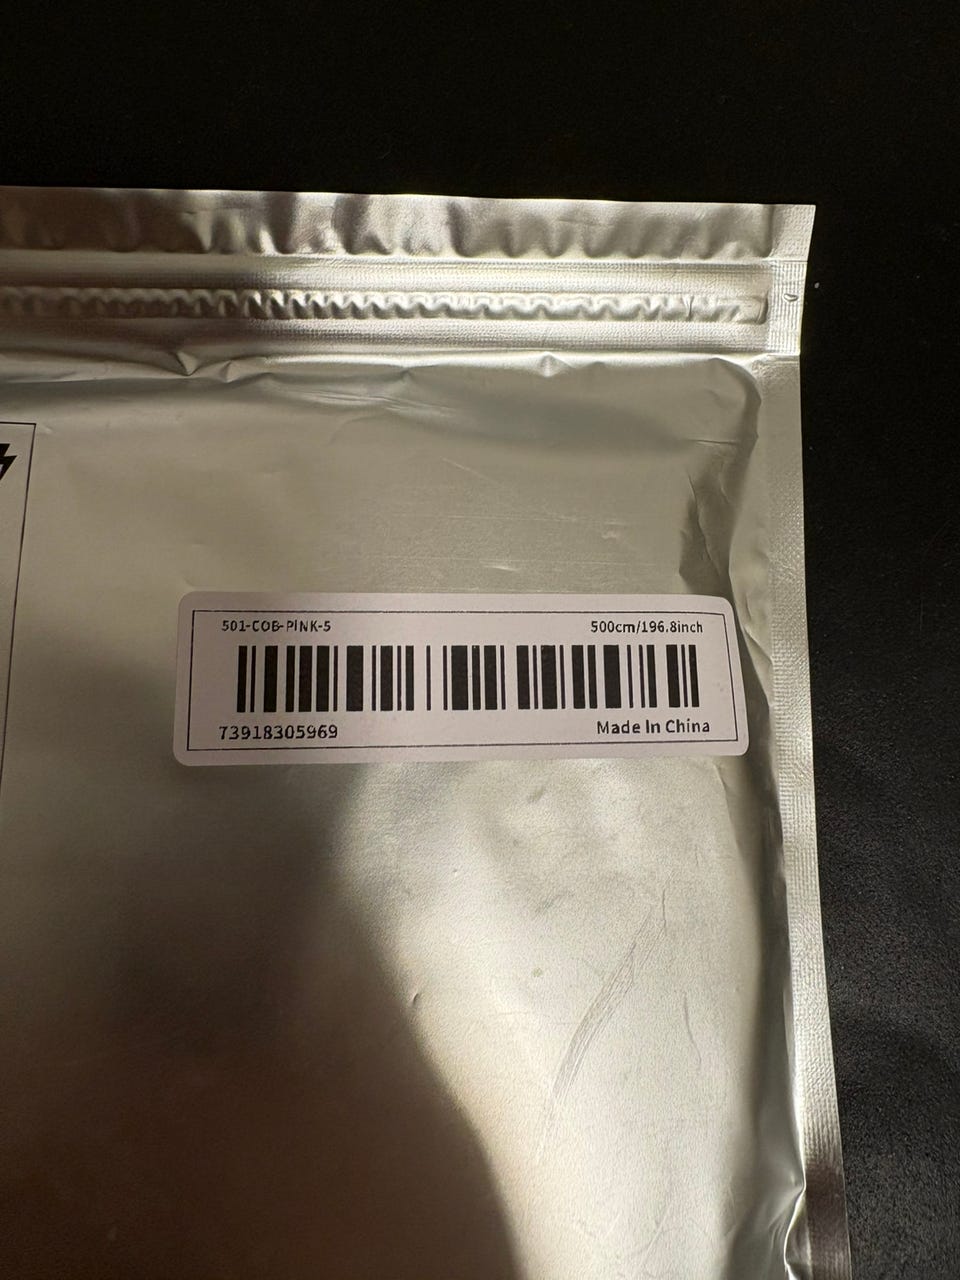 501-COB-PINK-5
500cm/196.8inch
73918305969
Made In China